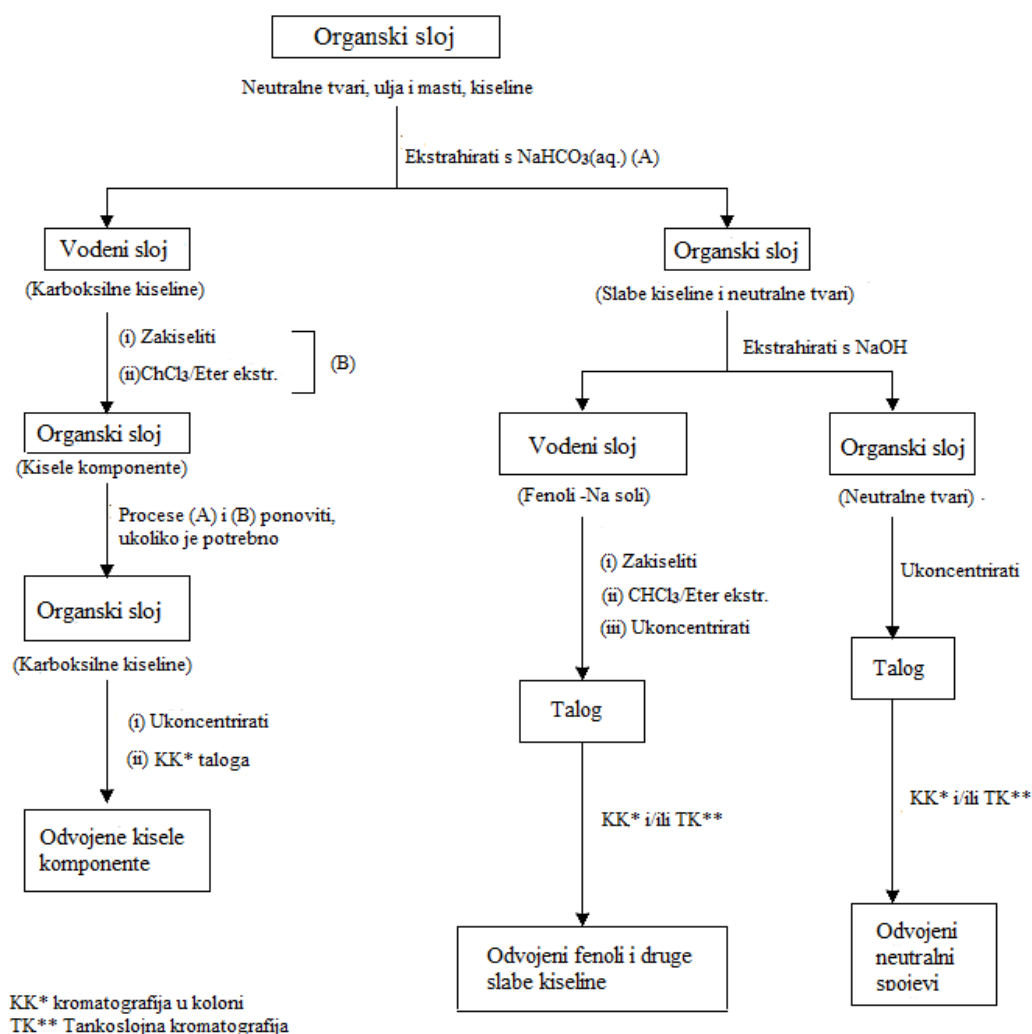 Organski sloj
Neutralne tvari, ulja i masti, kiseline
Ekstrahirati s NaHCO₃(aq.) (A)
Vodeni sloj
(Karboksilne kiseline)
(i) Zakiseliti
(ii)ChCl₃/Eter ekstr.
(B)
Organski sloj
(Kisele komponente)
Procese (A) i (B) ponoviti,
ukoliko je potrebno
Organski sloj
(Karboksilne kiseline)
(i) Ukoncentrirati
(ii) KK* taloga
Odvojene kisele
komponente
Organski sloj
(Slabe kiseline i neutralne tvari)
Ekstrahirati s NaOH
Vođeni sloj
(Fenoli -Na soli)
(i) Zakiseliti
(ii) CHCl₃/Eter ekstr.
(iii) Ukoncentrirati
Talog
KK* i/ili TK**
Odvojeni fenoli i druge
slabe kiseline
Organski sloj
(Neutralne tvari)
Ukoncentrirati
Talog
KK* i/ili TK**
Odvojeni
neutralni
spojevi
KK* kromatografija u koloni
TK** Tankoslojna kromatografija